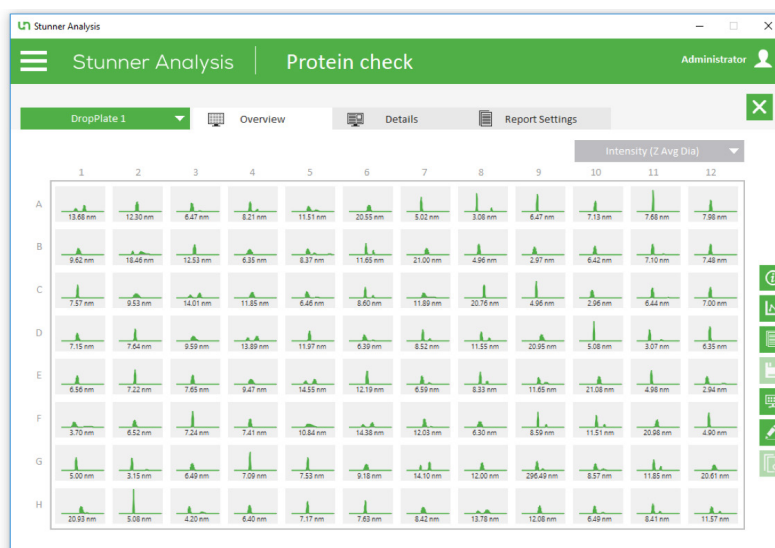 Stunner Analysis
Stunner Analysis Protein check Administrator
DropPlate 1 Overview Details Report Settings
Intensity (Z Avg Dia)
1 2 3 4 5 6 7 8 9 10 11 12
A
13.68 nm 12.30 nm 6.47 nm 8.21 nm 11.51 nm 20.55 nm 5.02 nm 3.08 nm 6.47 nm 7.13 nm 7.68 nm 7.98 nm
B
9.62 nm 18.46 nm 12.53 nm 6.35 nm 8.37 nm 11.65 nm 21.00 nm 4.96 nm 2.97 nm 6.42 nm 7.10 nm 7.48 nm
C
7.57 nm 9.53 nm 14.01 nm 11.85 nm 6.46 nm 8.60 nm 11.89 nm 20.76 nm 4.96 nm 2.96 nm 6.44 nm 7.00 nm
D
7.15 nm 7.64 nm 9.59 nm 13.89 nm 11.97 nm 6.39 nm 8.52 nm 11.55 nm 20.95 nm 5.08 nm 3.07 nm 6.35 nm
E
6.56 nm 7.22 nm 7.65 nm 9.47 nm 14.55 nm 12.19 nm 6.59 nm 8.33 nm 11.65 nm 21.08 nm 4.98 nm 2.94 nm
F
3.70 nm 6.52 nm 7.24 nm 7.41 nm 10.84 nm 14.38 nm 12.03 nm 6.30 nm 8.59 nm 11.51 nm 20.98 nm 4.90 nm
G
5.00 nm 3.15 nm 6.49 nm 7.09 nm 7.53 nm 9.18 nm 14.10 nm 12.00 nm 296.49 nm 8.57 nm 11.85 nm 20.61 nm
H
20.93 nm 5.08 nm 4.20 nm 6.40 nm 7.17 nm 7.63 nm 8.42 nm 13.78 nm 12.08 nm 6.49 nm 8.41 nm 11.57 nm